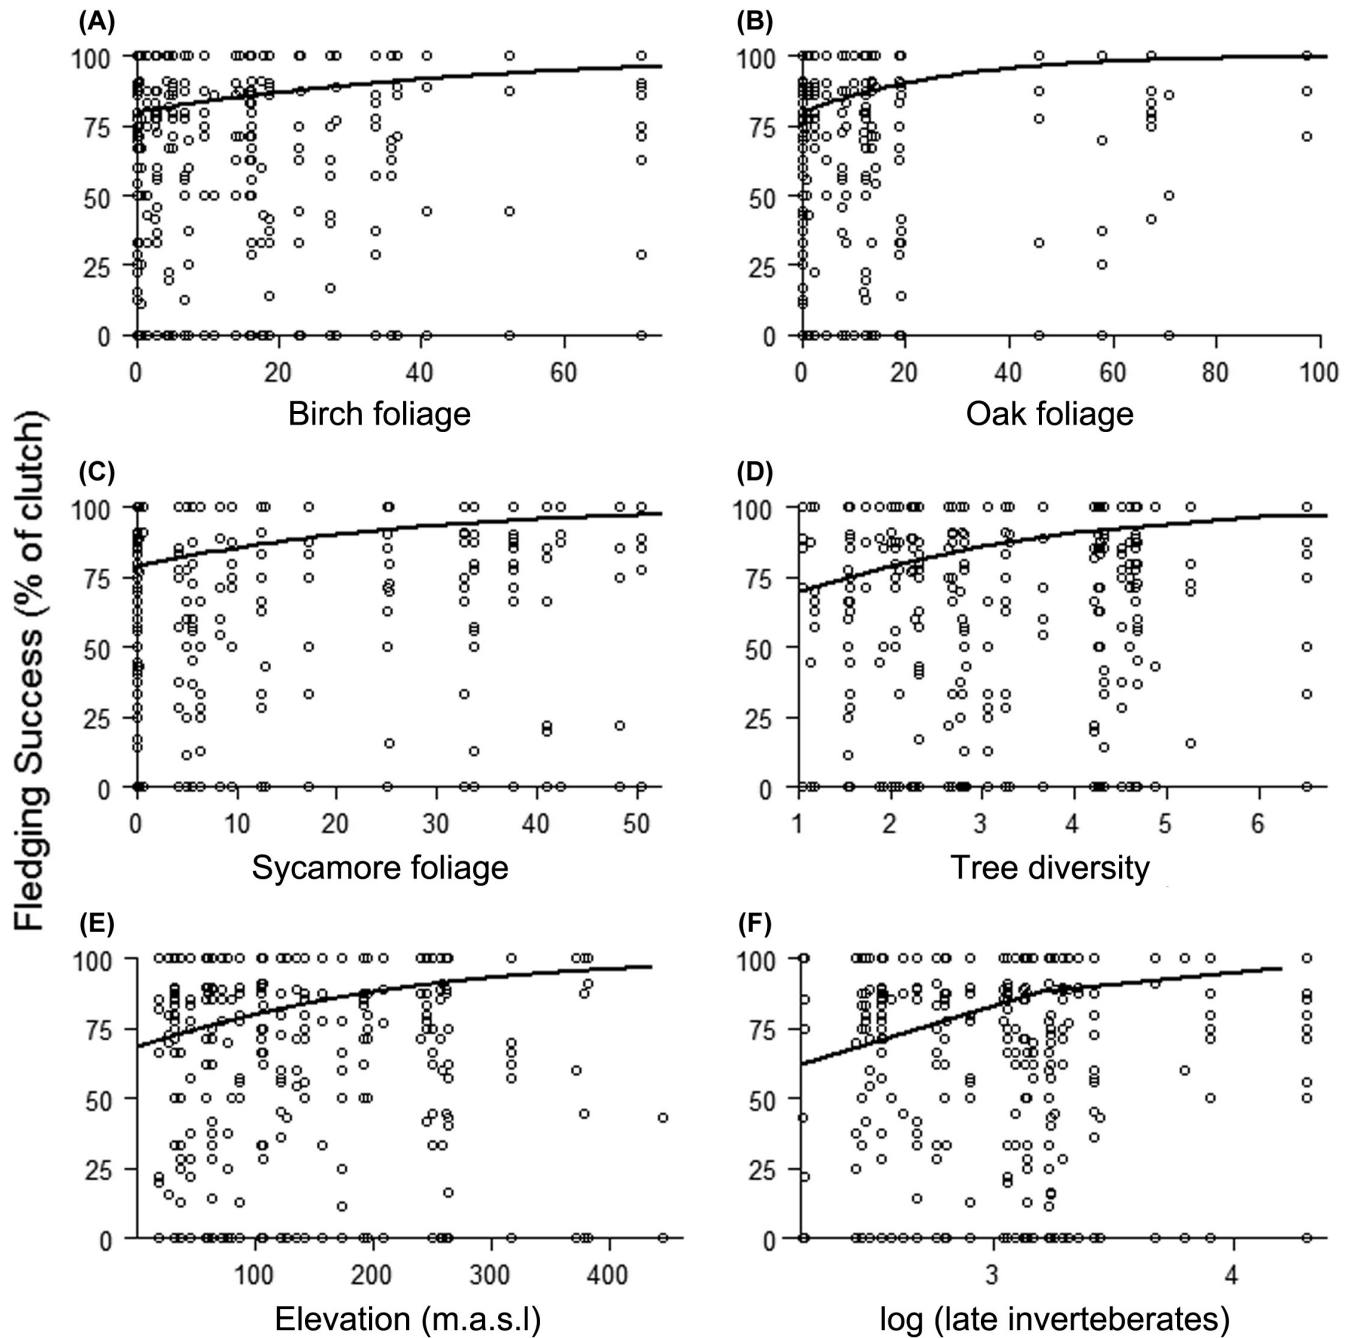 (A)
100
75
50
25
0
0 20 40 60
Birch foliage
(B)
100
75
50
25
0
0 20 40 60 80 100
Oak foliage
Fledging Success (% of clutch)
(C)
100
75
50
25
0
0 10 20 30 40 50
Sycamore foliage
(D)
100
75
50
25
0
1 2 3 4 5 6
Tree diversity
(E)
100
75
50
25
0
100 200 300 400
Elevation (m.a.s.l)
(F)
100
75
50
25
0
3 4
log (late inverteberates)